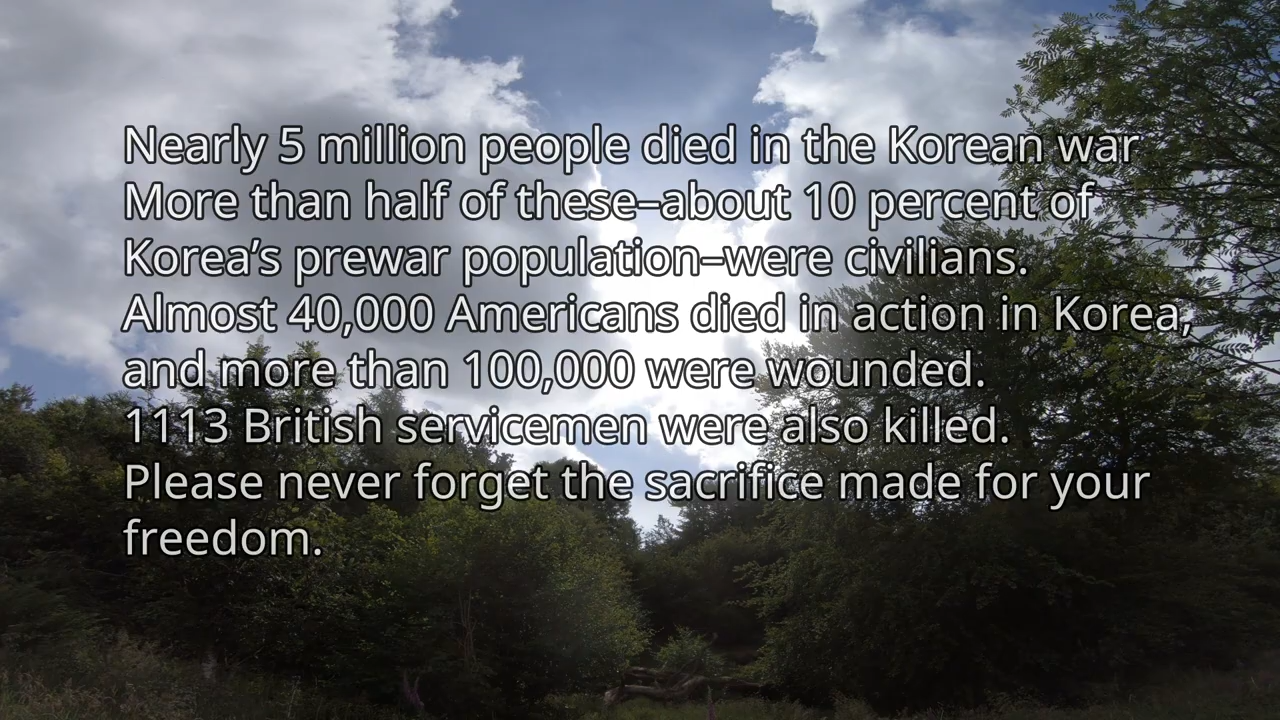 Nearly 5 million people died in the Korean war
More than half of these–about 10 percent of
Korea’s prewar population–were civilians.
Almost 40,000 Americans died in action in Korea,
and more than 100,000 were wounded.
1113 British servicemen were also killed.
Please never forget the sacrifice made for your
freedom.